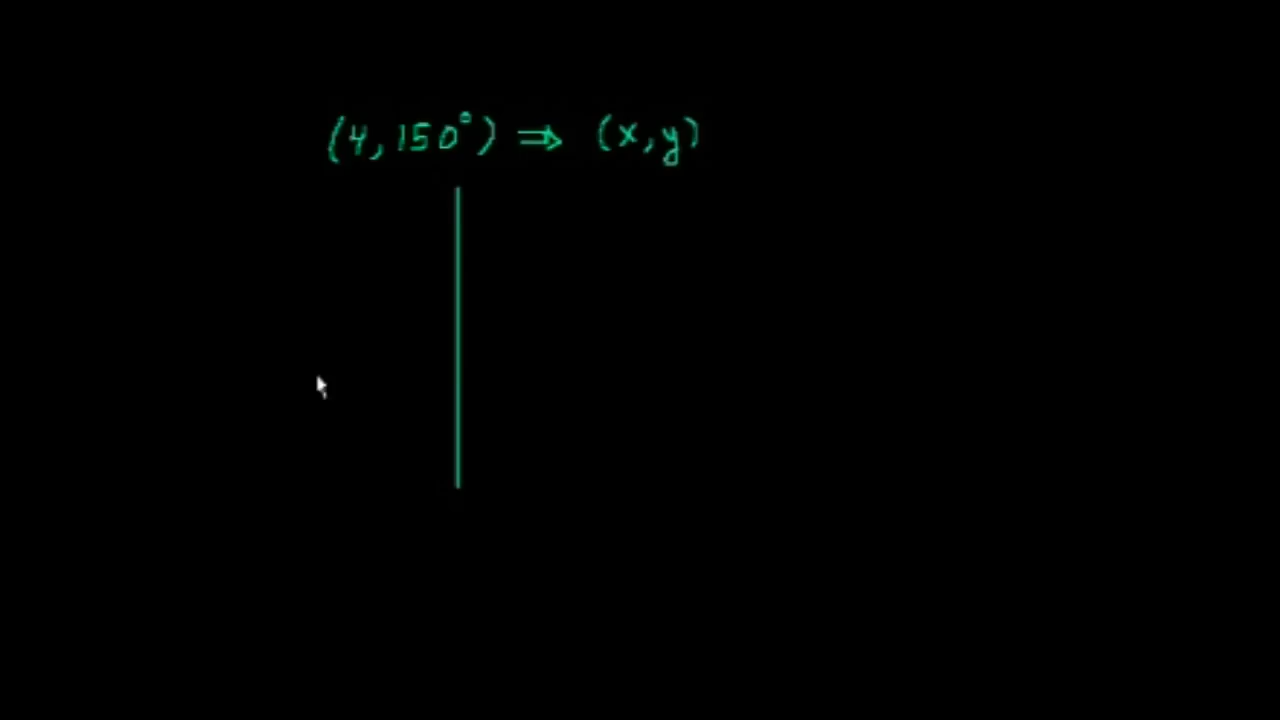 (4, 150°) ⇒ (x, y)